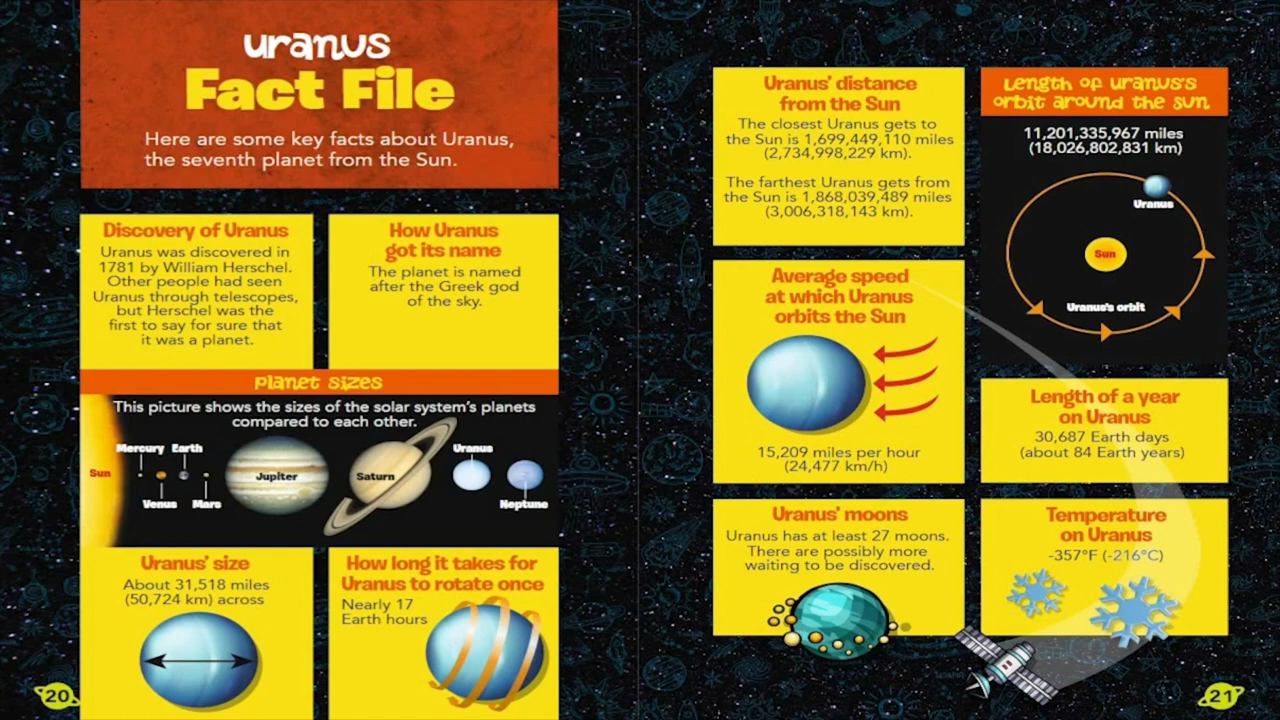 uranus
Fact File
Here are some key facts about Uranus,
the seventh planet from the Sun.
Discovery of Uranus
Uranus was discovered in
1781 by William Herschel.
Other people had seen
Uranus through telescopes,
but Herschel was the
first to say for sure that
it was a planet.
How Uranus
got its name
The planet is named
after the Greek god
of the sky.
Planet sizes
This picture shows the sizes of the solar system's planets
compared to each other.
Sun
Mercury
Venus
Earth
Mars
Jupiter
Saturn
Uranus
Neptune
Uranus' size
About 31,518 miles
(50,724 km) across
How long it takes for
Uranus to rotate once
Nearly 17
Earth hours
20
Uranus' distance
from the Sun
The closest Uranus gets to
the Sun is 1,699,449,110 miles
(2,734,998,229 km).
The farthest Uranus gets from
the Sun is 1,868,039,489 miles
(3,006,318,143 km).
Average speed
at which Uranus
orbits the Sun
15,209 miles per hour
(24,477 km/h)
Uranus' moons
Uranus has at least 27 moons.
There are possibly more
waiting to be discovered.
Length of Uranus's
orbit around the sun
11,201,335,967 miles
(18,026,802,831 km)
Uranus
Sun
Uranus's orbit
Length of a year
on Uranus
30,687 Earth days
(about 84 Earth years)
Temperature
on Uranus
-357°F (-216°C)
21